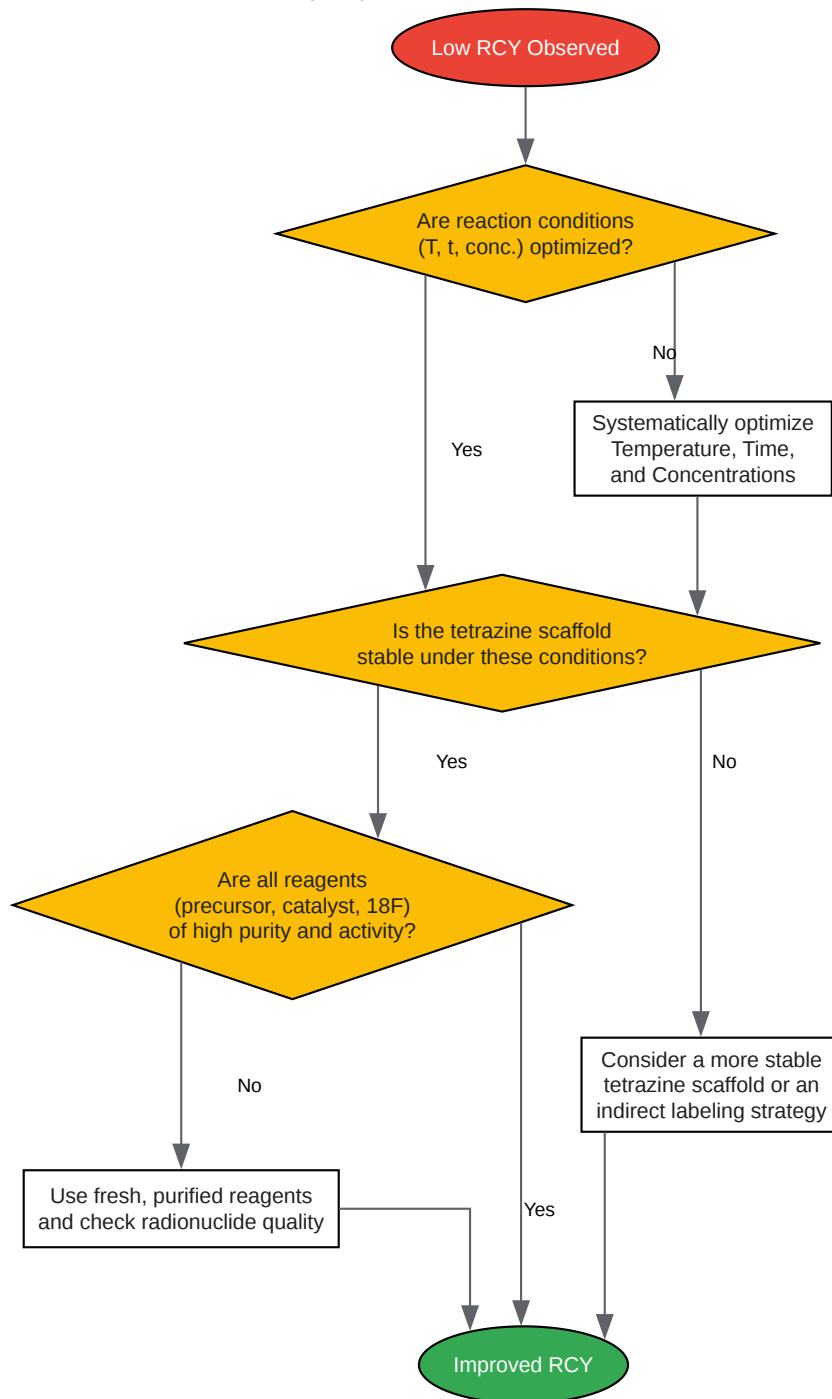 Low RCY Observed
Are reaction conditions
(T, t, conc.) optimized?
No
Systematically optimize
Temperature, Time,
and Concentrations
Yes
Is the tetrazine scaffold
stable under these conditions?
Yes
No
Are all reagents
(precursor, catalyst, 18F)
of high purity and activity?
Consider a more stable
tetrazine scaffold or an
indirect labeling strategy
No
Use fresh, purified reagents
and check radionuclide quality
Yes
Improved RCY